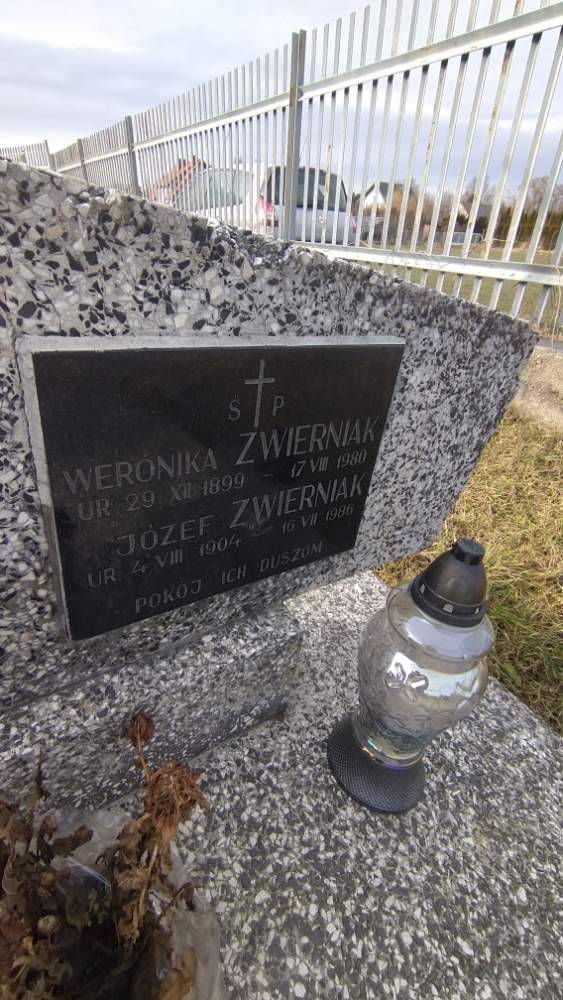 Ś P
WERONIKA ZWIERNIAK
UR 29 XII 1899 – 17 VIII 1980
JÓZEF ZWIERNIAK
UR 4 VIII 1904 – 16 VII 1986
POKÓJ ICH DUSZOM